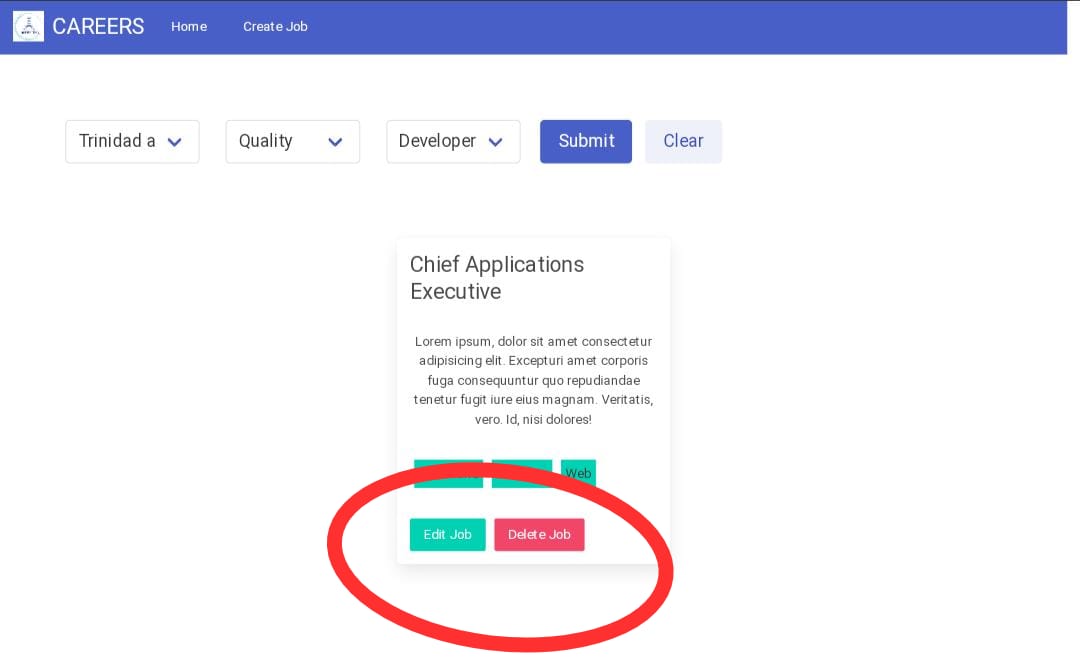 CAREERS Home Create Job
Trinidad a Quality Developer Submit Clear
Chief Applications
Executive
Lorem ipsum, dolor sit amet consectetur
adipisicing elit. Excepturi amet corporis
fuga consequuntur quo repudiandae
tenetur fugit iure eius magnam. Veritatis,
vero. Id, nisi dolores!
Web
Edit Job Delete Job